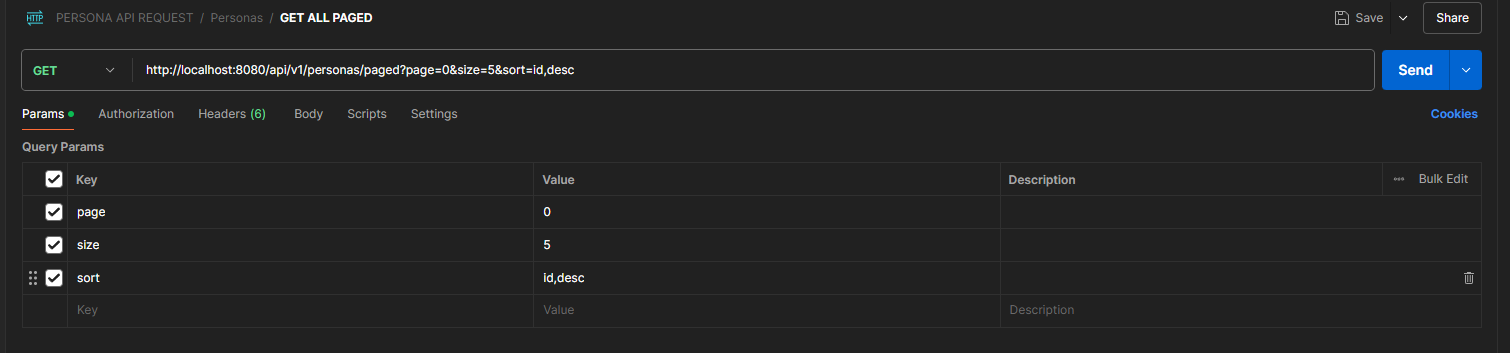 HTTP PERSONA API REQUEST / Personas / GET ALL PAGED Save Share
GET http://localhost:8080/api/v1/personas/paged?page=0&size=5&sort=id,desc Send
Params Authorization Headers (6) Body Scripts Settings Cookies
Query Params
Key Value Description ••• Bulk Edit
page 0
size 5
sort id,desc
Key Value Description